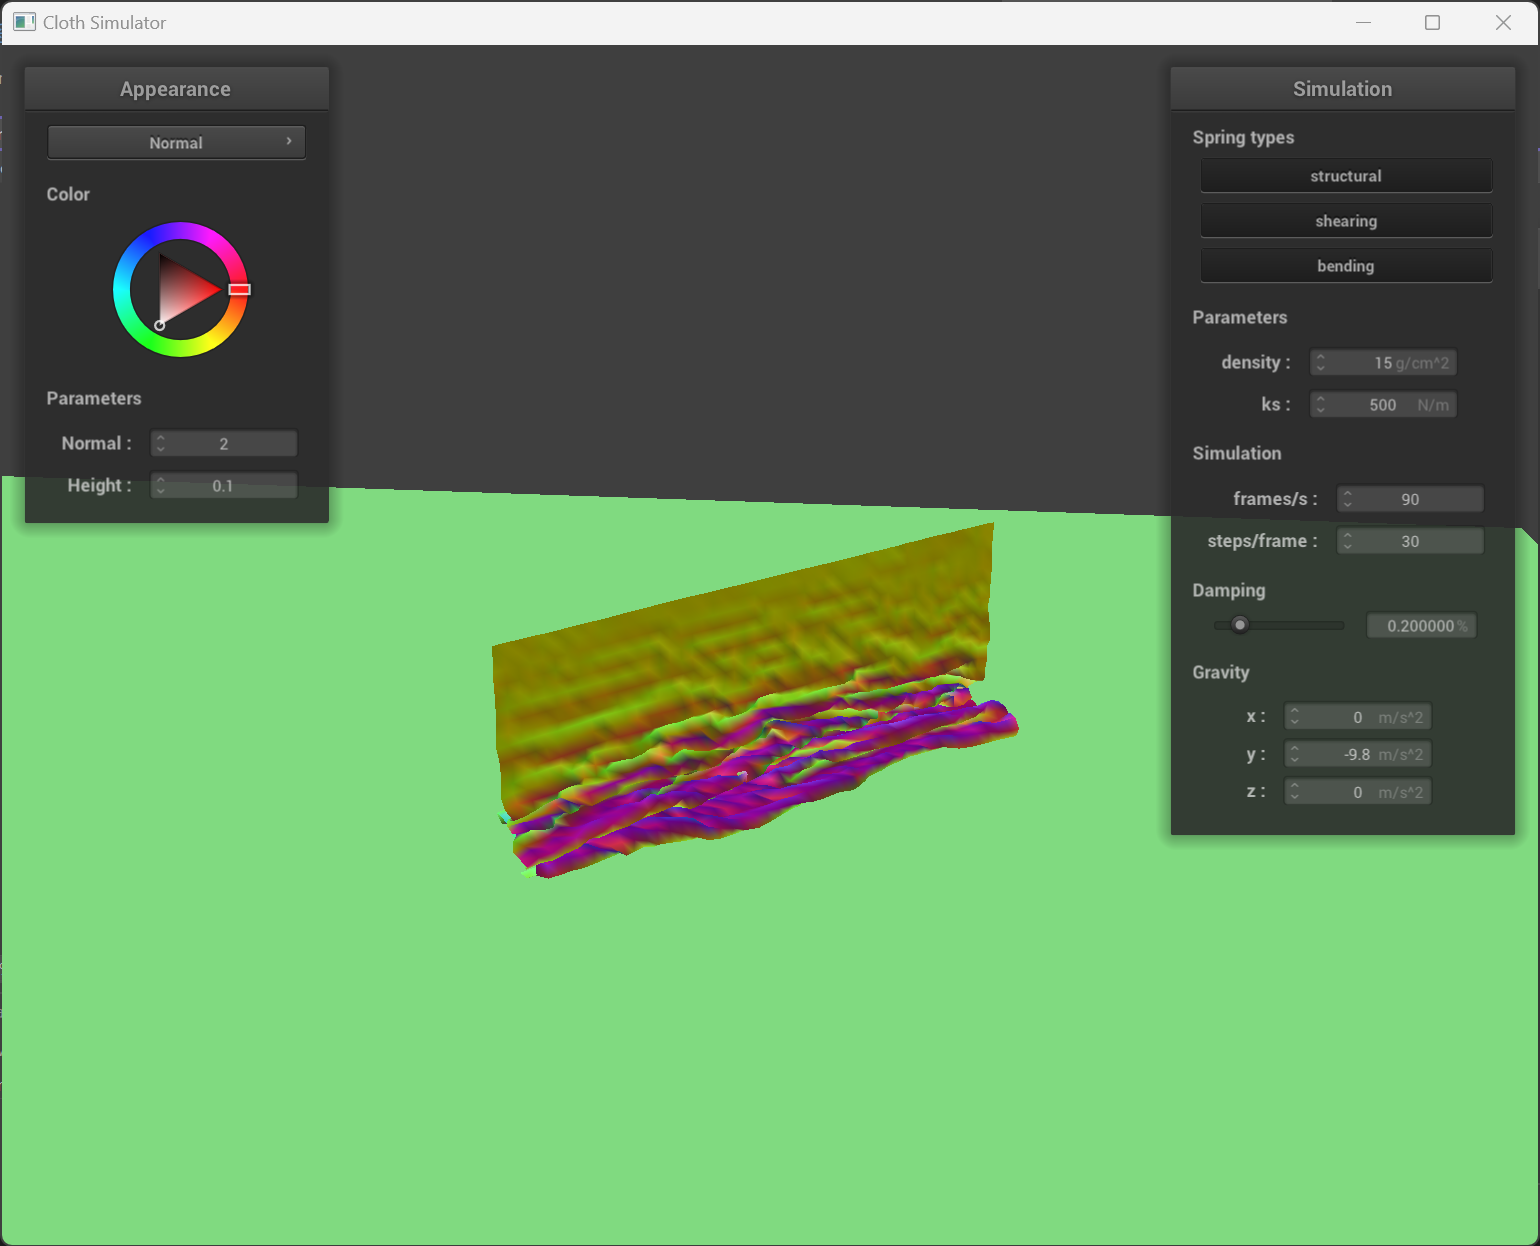 Cloth Simulator
Appearance
Normal
Color
Parameters
Normal : 2
Height : 0.1
Simulation
Spring types
structural
shearing
bending
Parameters
density : 15 g/cm^2
ks : 500 N/m
Simulation
frames/s : 90
steps/frame : 30
Damping
0.200000 %
Gravity
x : 0 m/s^2
y : -9.8 m/s^2
z : 0 m/s^2